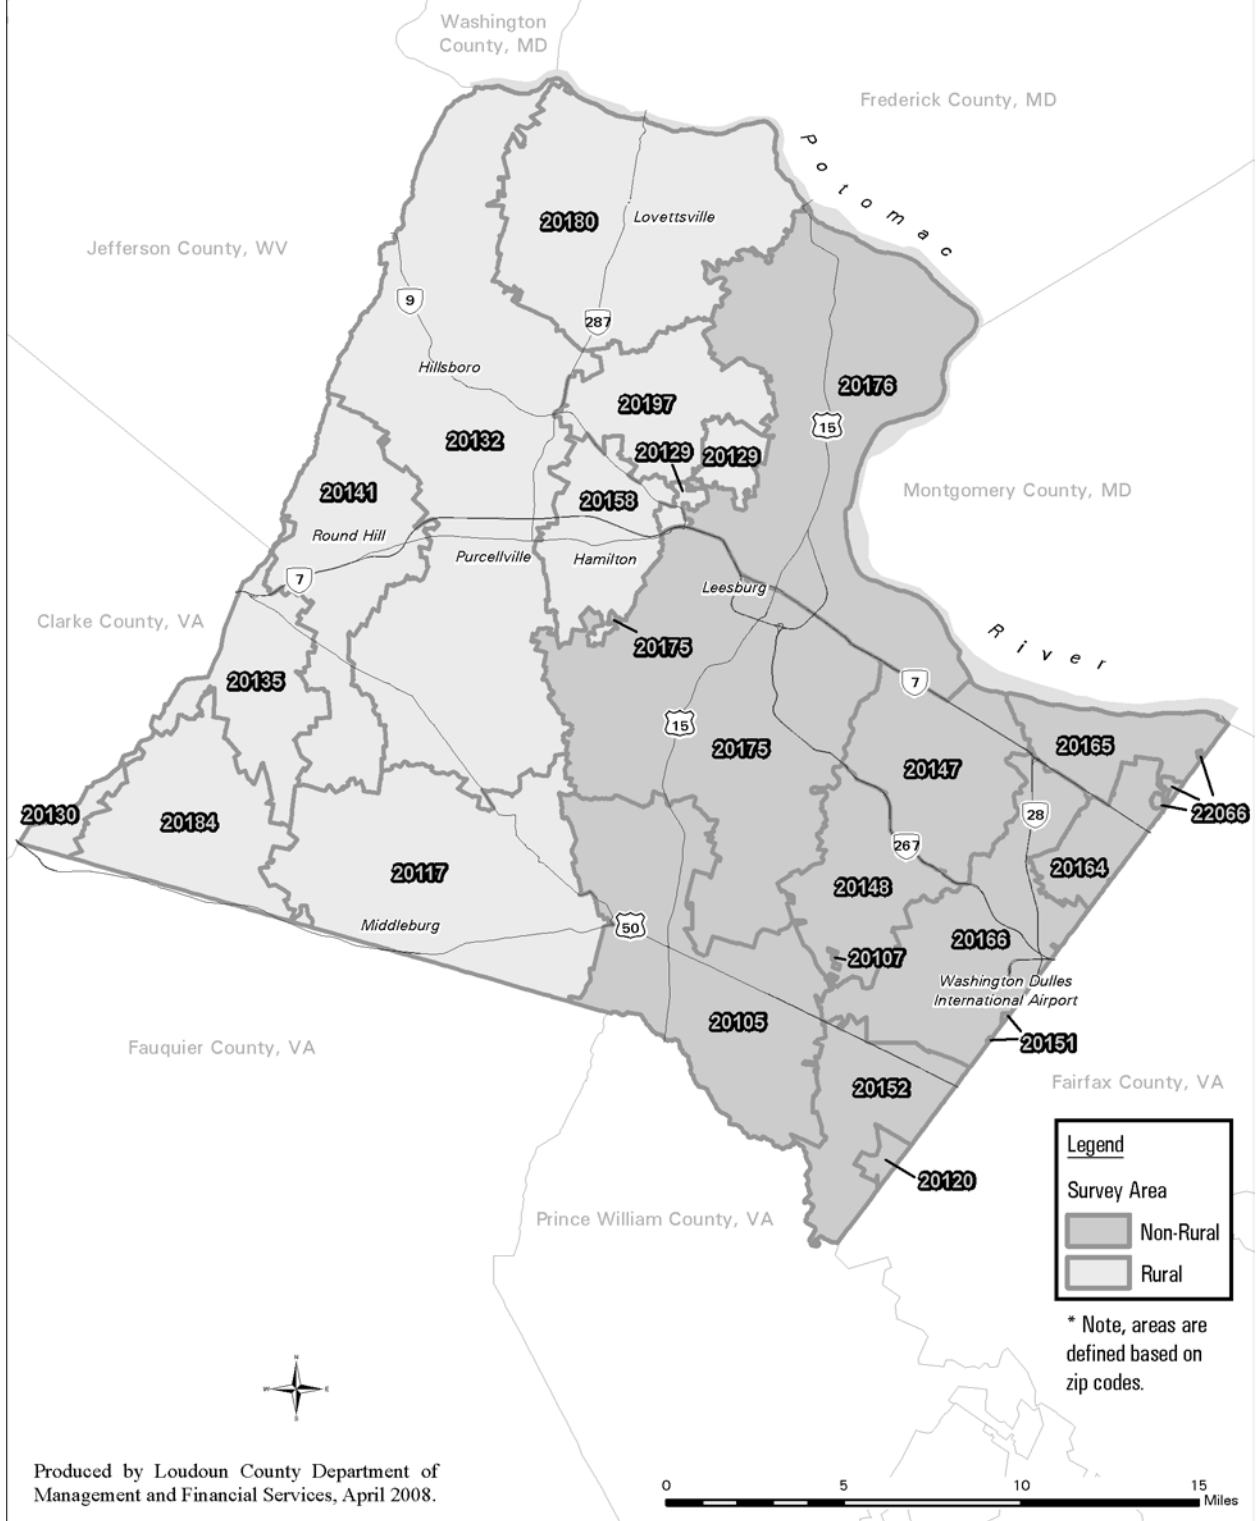 Washington
County, MD
Frederick County, MD
Potomac
Jefferson County, WV
20180
Lovettsville
9
287
Hillsboro
20176
20197
15
20132
20129
20129
20141
20158
Montgomery County, MD
Round Hill
Purcellville
Hamilton
7
Leesburg
Clarke County, VA
River
20175
20135
7
15
20175
20165
20147
20130
20184
28
22066
267
20117
20148
20164
Middleburg
50
20166
20107
Washington Dulles
International Airport
20105
20151
Fauquier County, VA
Fairfax County, VA
20152
20120
Prince William County, VA
Legend
Survey Area
Non-Rural
Rural
* Note, areas are
defined based on
zip codes.
N
W E
S
Produced by Loudoun County Department of
Management and Financial Services, April 2008.
0 5 10 15
Miles